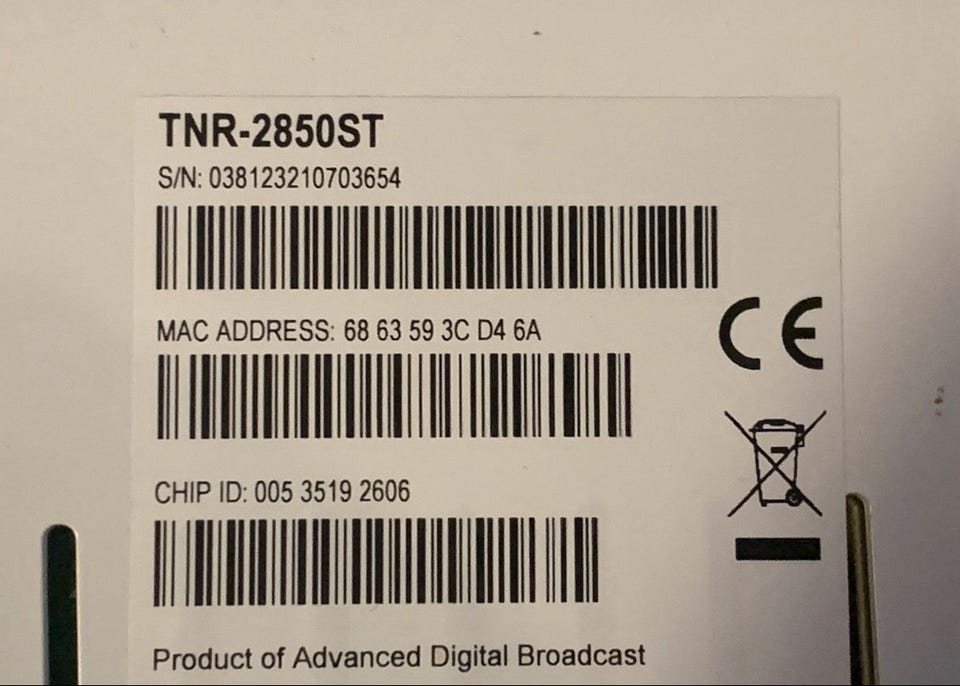 TNR-2850ST
S/N: 038123210703654
MAC ADDRESS: 68 63 59 3C D4 6A
CE
CHIP ID: 005 3519 2606
Product of Advanced Digital Broadcast